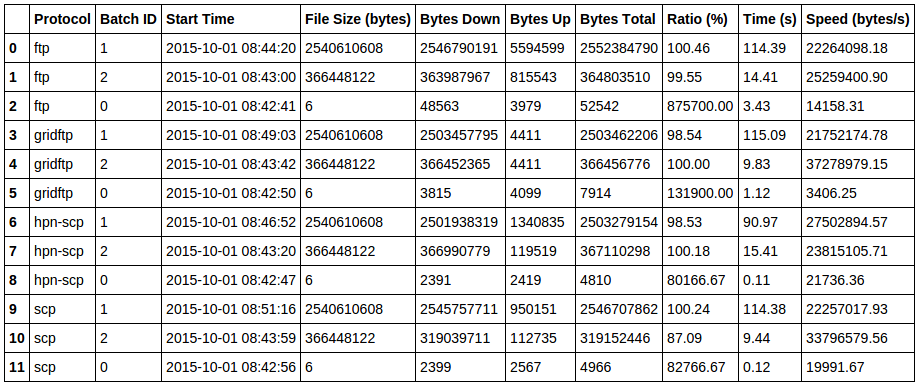 Protocol Batch ID Start Time File Size (bytes) Bytes Down Bytes Up Bytes Total Ratio (%) Time (s) Speed (bytes/s)
0 ftp 1 2015-10-01 08:44:20 2540610608 2546790191 5594599 2552384790 100.46 114.39 22264098.18
1 ftp 2 2015-10-01 08:43:00 366448122 363987967 815543 364803510 99.55 14.41 25259400.90
2 ftp 0 2015-10-01 08:42:41 6 48563 3979 52542 875700.00 3.43 14158.31
3 gridftp 1 2015-10-01 08:49:03 2540610608 2503457795 4411 2503462206 98.54 115.09 21752174.78
4 gridftp 2 2015-10-01 08:43:42 366448122 366452365 4411 366456776 100.00 9.83 37278979.15
5 gridftp 0 2015-10-01 08:42:50 6 3815 4099 7914 131900.00 1.12 3406.25
6 hpn-scp 1 2015-10-01 08:46:52 2540610608 2501938319 1340835 2503279154 98.53 90.97 27502894.57
7 hpn-scp 2 2015-10-01 08:43:20 366448122 366990779 119519 367110298 100.18 15.41 23815105.71
8 hpn-scp 0 2015-10-01 08:42:47 6 2391 2419 4810 80166.67 0.11 21736.36
9 scp 1 2015-10-01 08:51:16 2540610608 2545757711 950151 2546707862 100.24 114.38 22257017.93
10 scp 2 2015-10-01 08:43:59 366448122 319039711 112735 319152446 87.09 9.44 33796579.56
11 scp 0 2015-10-01 08:42:56 6 2399 2567 4966 82766.67 0.12 19991.67